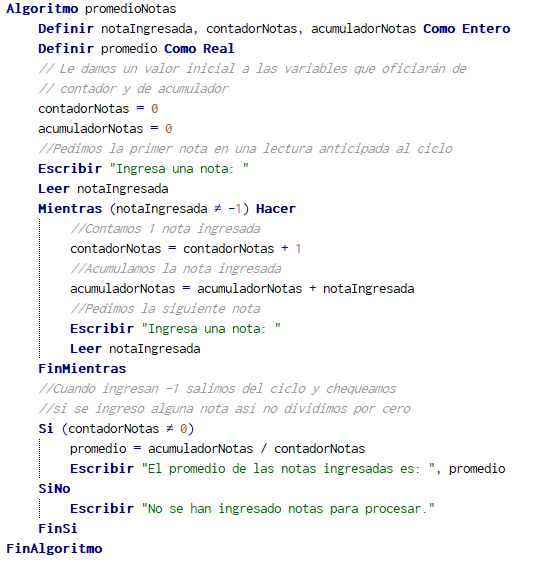 Algoritmo promedioNotas
Definir notaIngresada, contadorNotas, acumuladorNotas Como Entero
Definir promedio Como Real
// Le damos un valor inicial a las variables que oficiarán de
// contador y de acumulador
contadorNotas = 0
acumuladorNotas = 0
//Pedimos la primer nota en una lectura anticipada al ciclo
Escribir "Ingresa una nota: "
Leer notaIngresada
Mientras (notaIngresada ≠ -1) Hacer
//Contamos 1 nota ingresada
contadorNotas = contadorNotas + 1
//Acumulamos la nota ingresada
acumuladorNotas = acumuladorNotas + notaIngresada
//Pedimos la siguiente nota
Escribir "Ingresa una nota: "
Leer notaIngresada
FinMientras
//Cuando ingresan -1 salimos del ciclo y chequeamos
//si se ingreso alguna nota así no dividimos por cero
Si (contadorNotas ≠ 0)
promedio = acumuladorNotas / contadorNotas
Escribir "El promedio de las notas ingresadas es: ", promedio
SiNo
Escribir "No se han ingresado notas para procesar."
FinSi
FinAlgoritmo